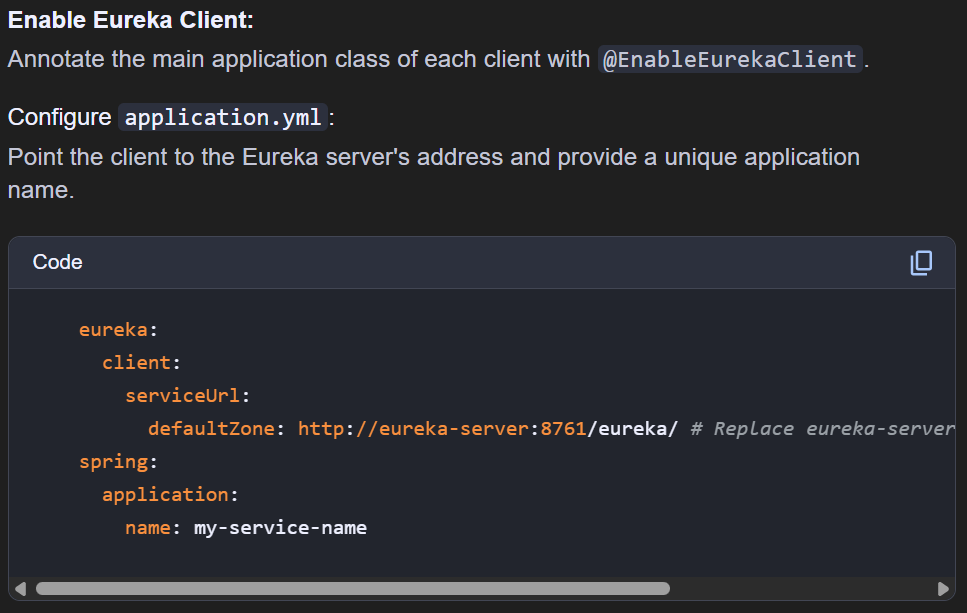 Enable Eureka Client:
Annotate the main application class of each client with @EnableEurekaClient.
Configure application.yml:
Point the client to the Eureka server's address and provide a unique application
name.
Code
eureka:
  client:
    serviceUrl:
      defaultZone: http://eureka-server:8761/eureka/ # Replace eureka-server
spring:
  application:
    name: my-service-name